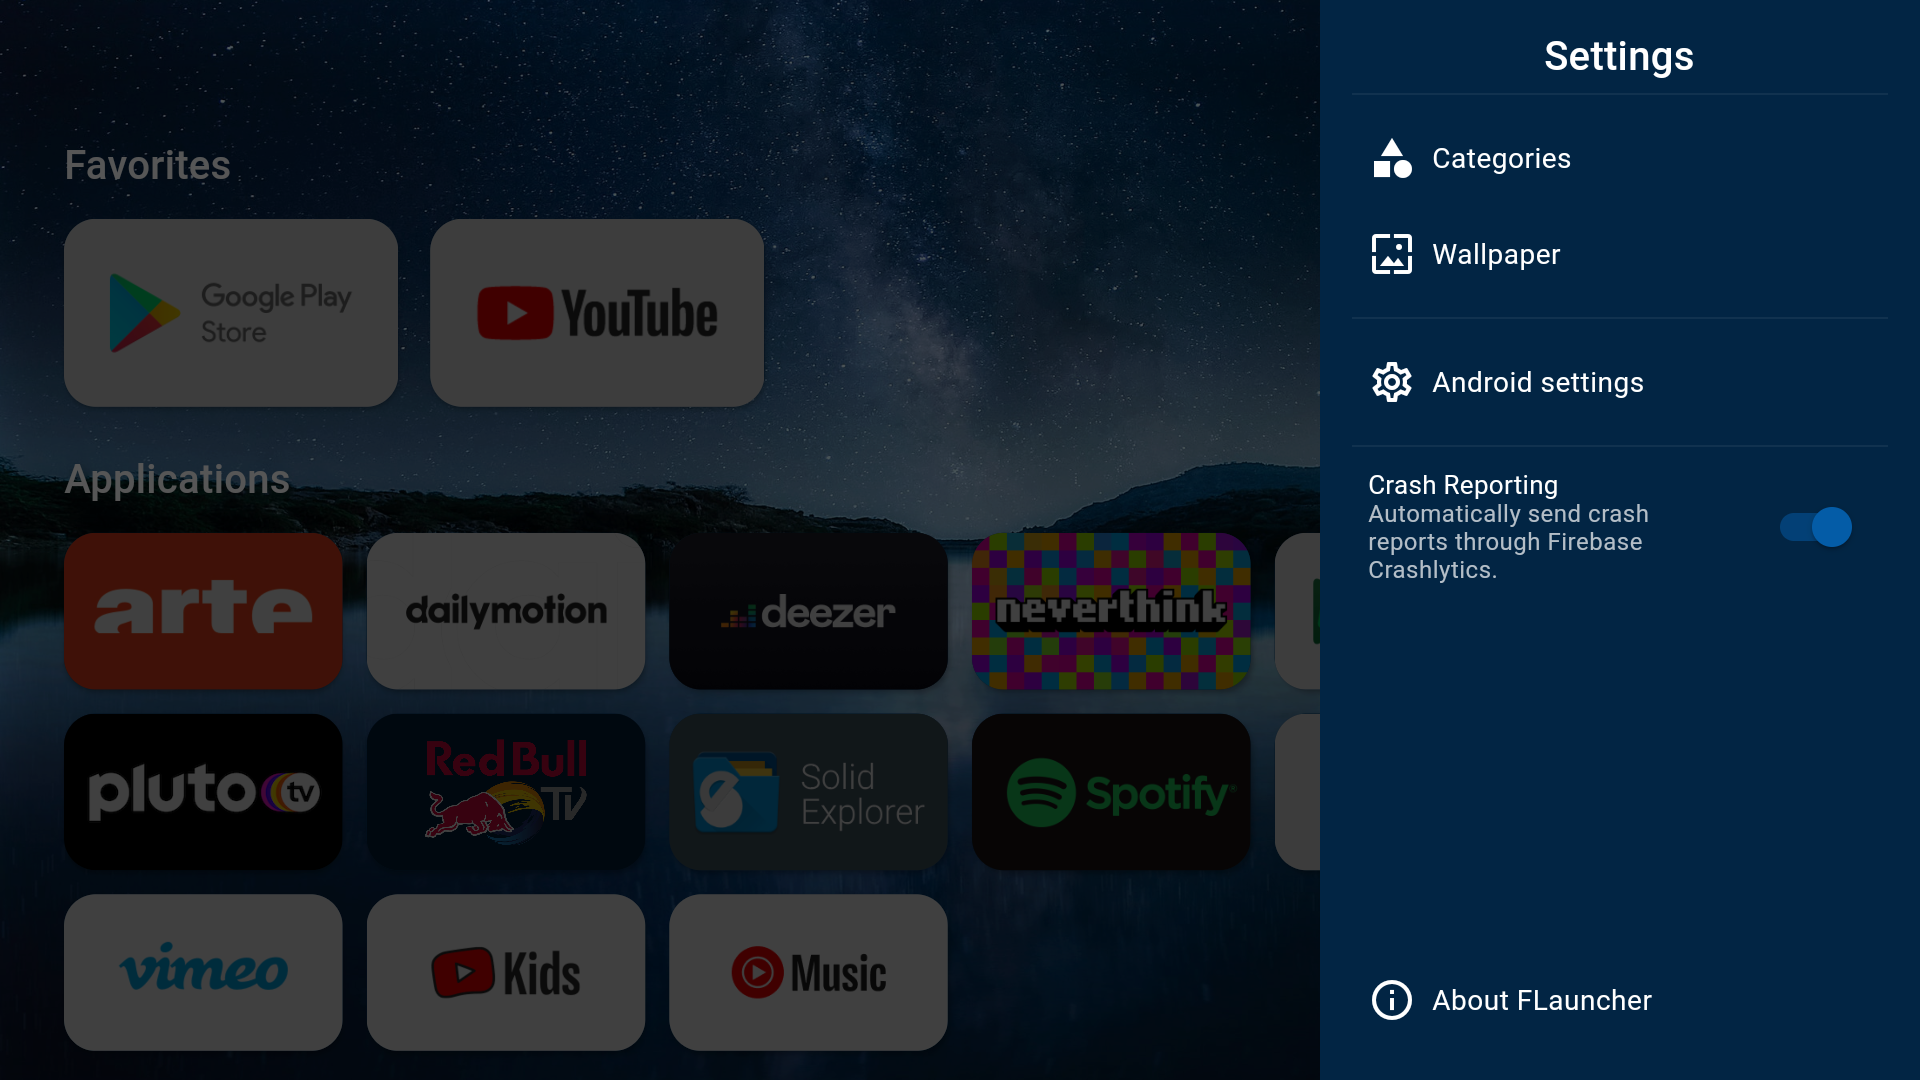 Favorites
Google Play
Store
YouTube
Applications
arte
dailymotion
deezer
neverthink
pluto tv
Red Bull
TV
Solid
Explorer
Spotify®
vimeo
Kids
Music
Settings
Categories
Wallpaper
Android settings
Crash Reporting
Automatically send crash
reports through Firebase
Crashlytics.
About FLauncher